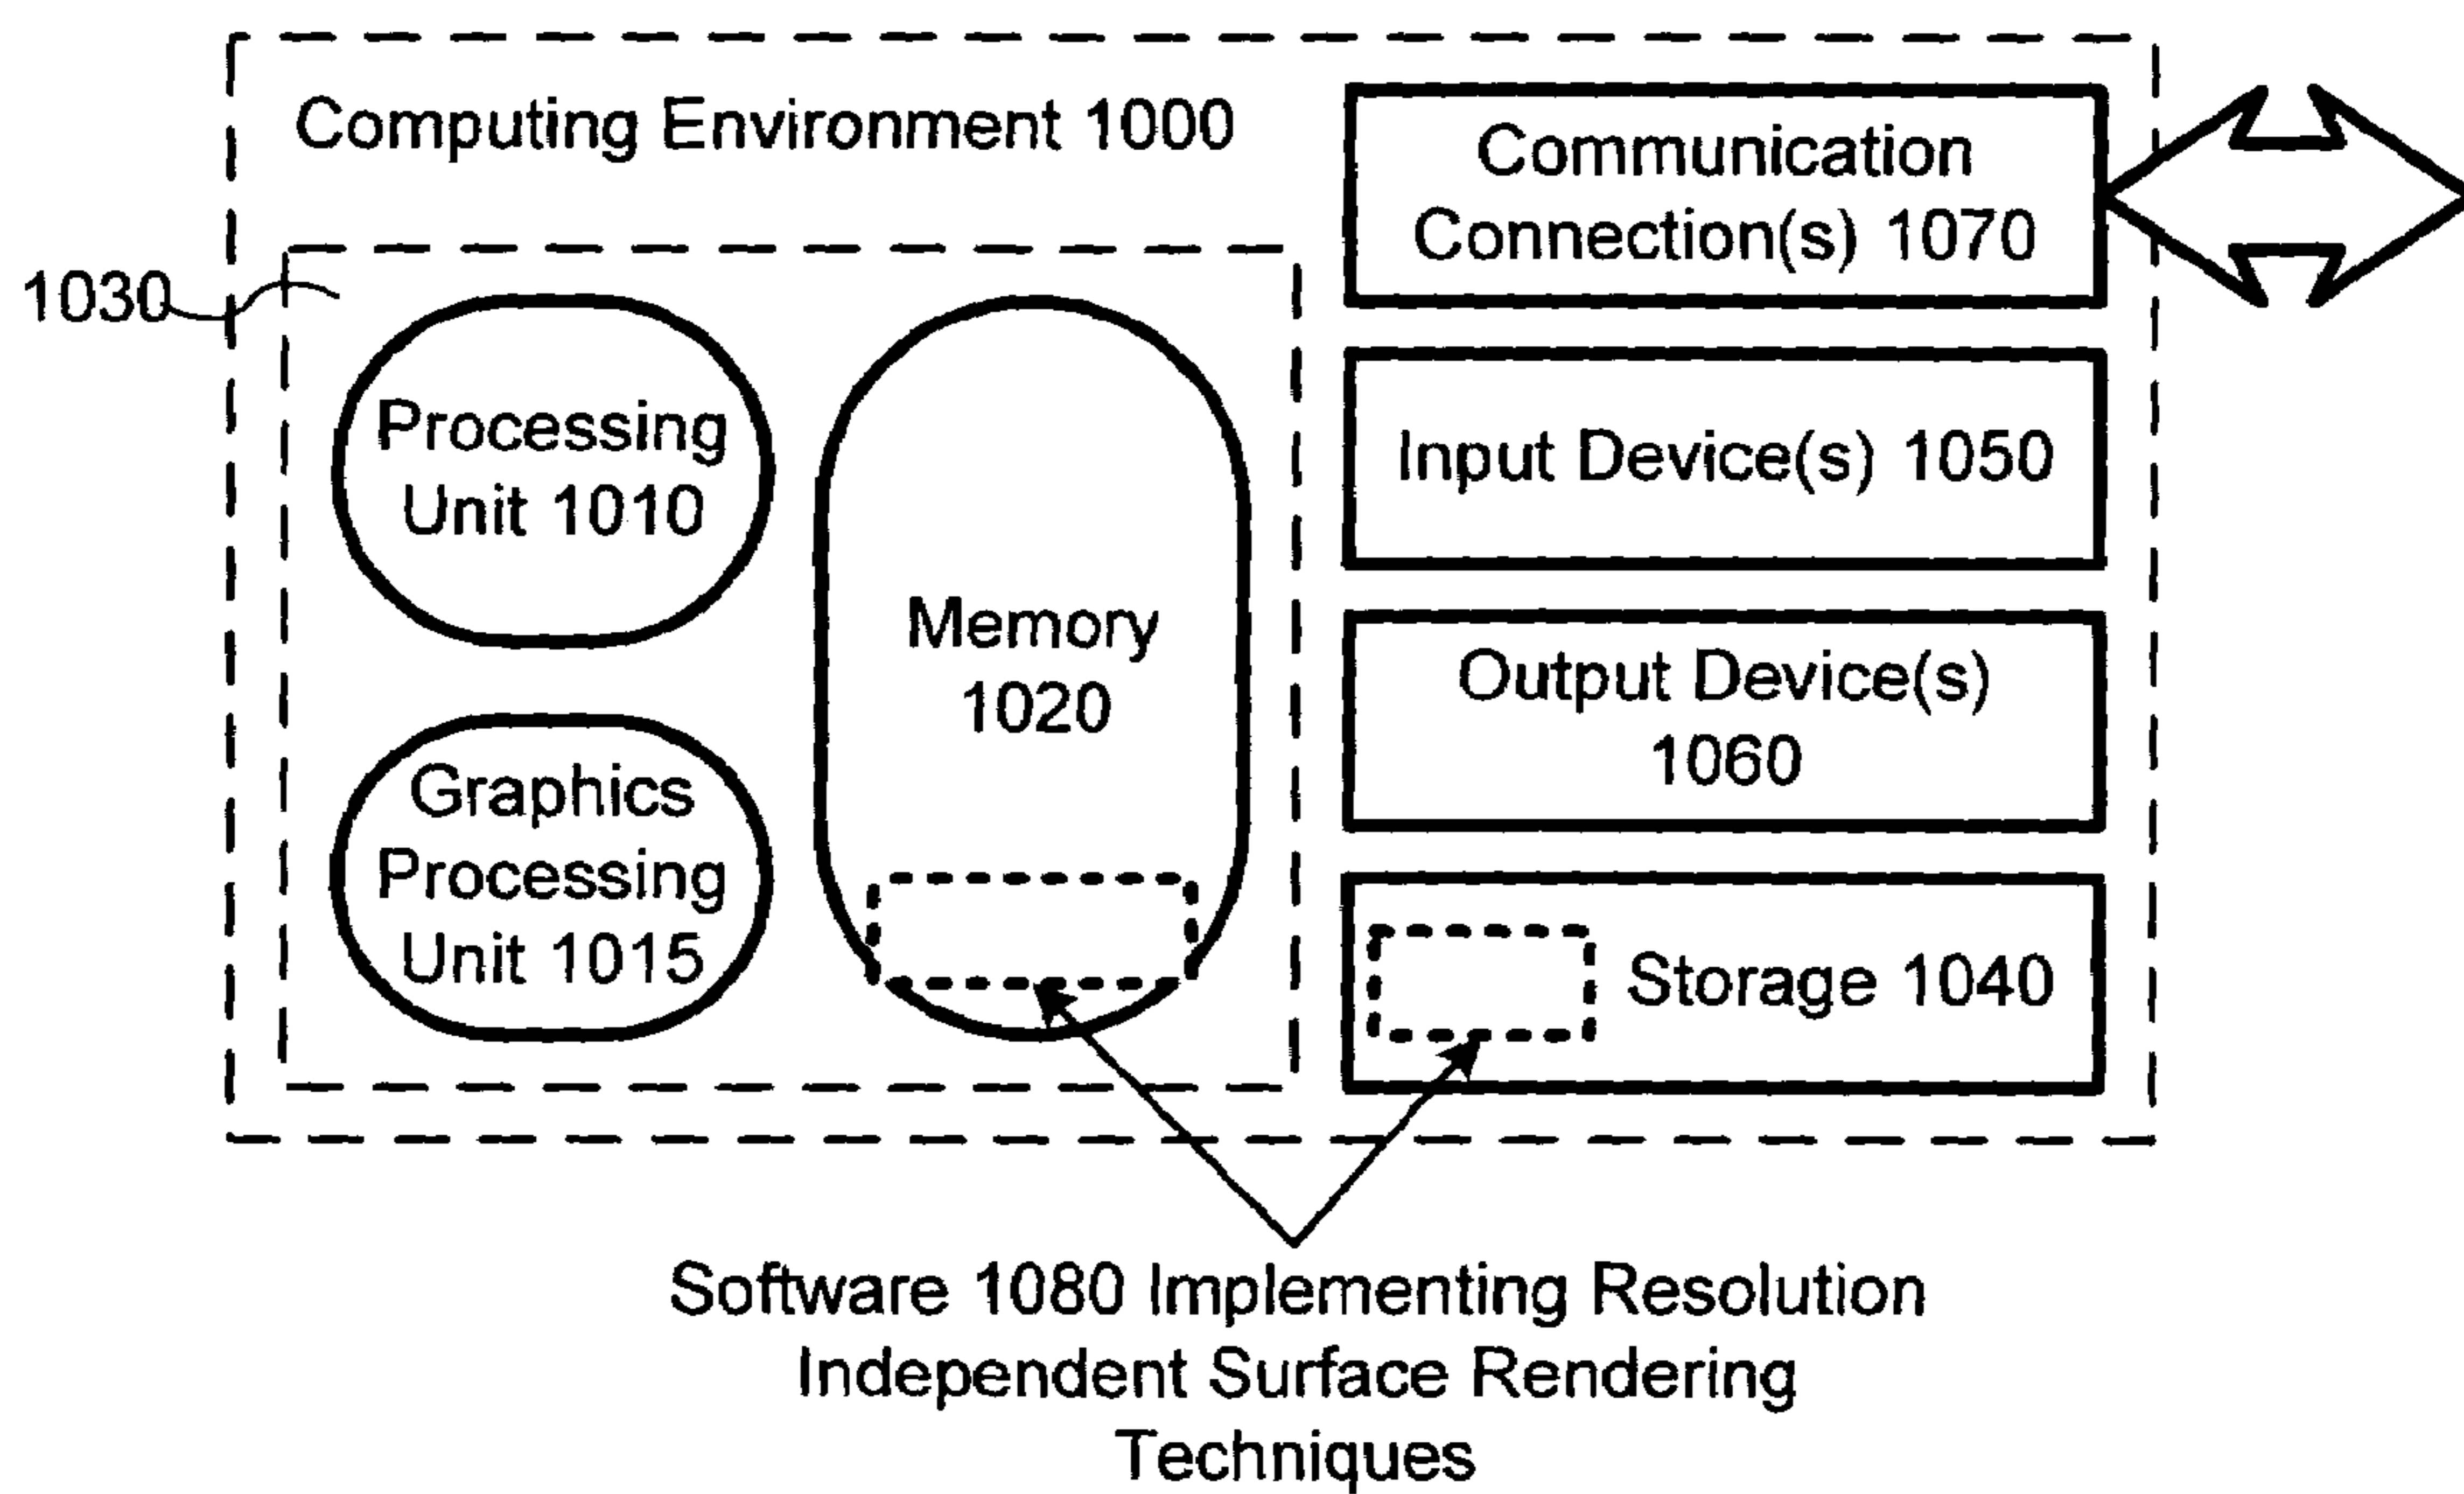 Computing Environment 1000
Communication
Connection(s) 1070
1030
Processing
Unit 1010
Memory
1020
Input Device(s) 1050
Output Device(s)
1060
Graphics
Processing
Unit 1015
Storage 1040
Software 1080 Implementing Resolution
Independent Surface Rendering
Techniques